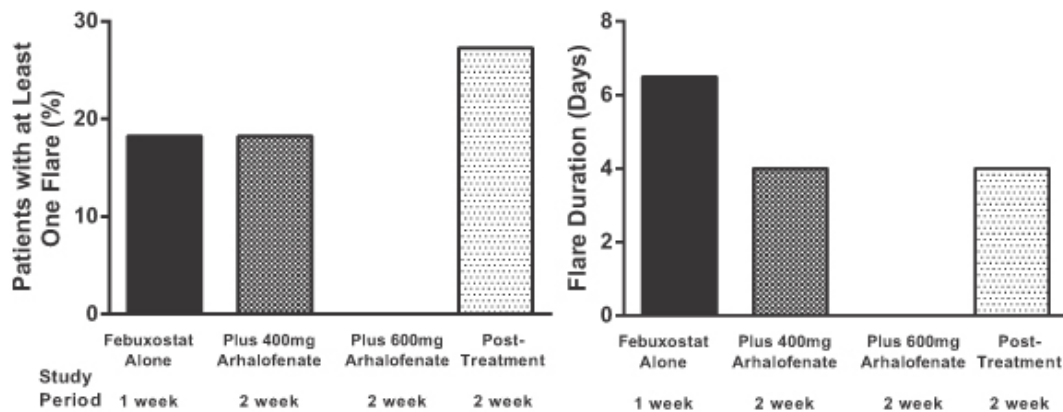 Patients with at Least
One Flare (%)
30
20
10
0
Febuxostat
Alone
Plus 400mg
Arhalofenate
Plus 600mg
Arhalofenate
Post-
Treatment
Study
Period
1 week
2 week
2 week
2 week
Flare Duration (Days)
8
6
4
2
0
Febuxostat
Alone
Plus 400mg
Arhalofenate
Plus 600mg
Arhalofenate
Post-
Treatment
1 week
2 week
2 week
2 week